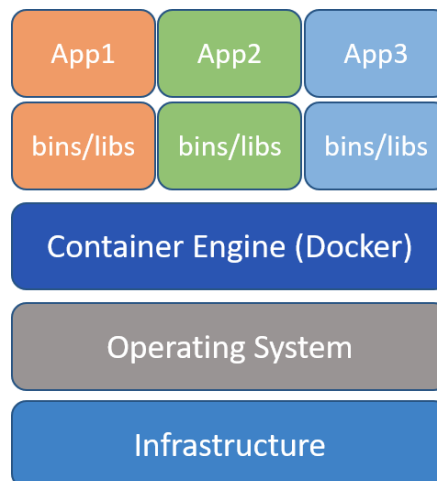 App1 App2 App3
bins/libs bins/libs bins/libs
Container Engine (Docker)
Operating System
Infrastructure